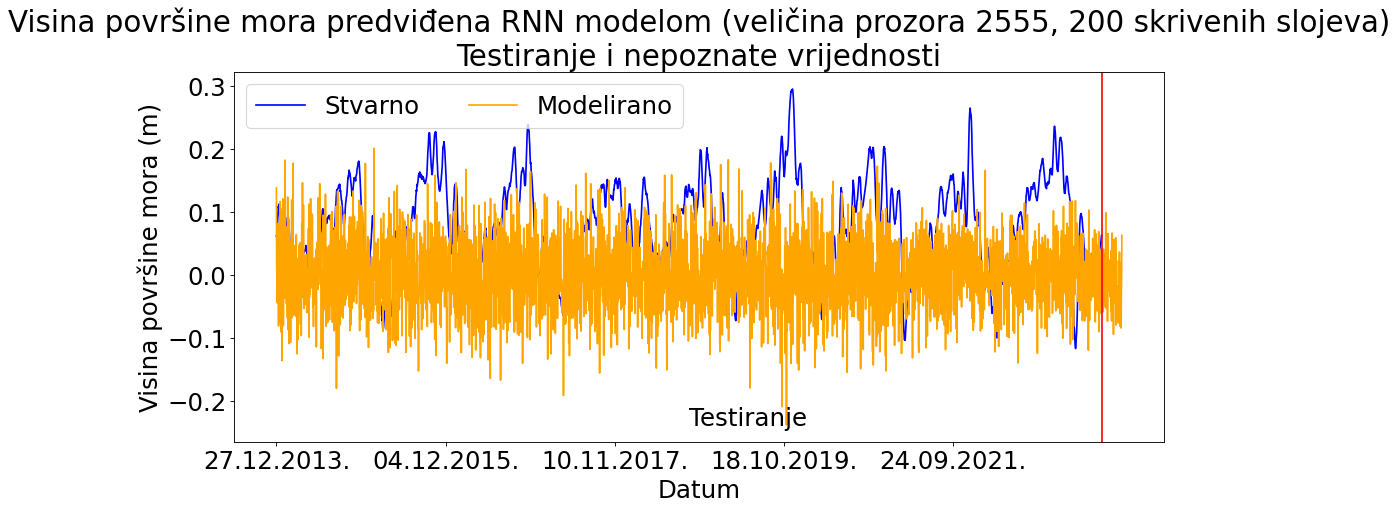 Visina površine mora predviđena RNN modelom (veličina prozora 2555, 200 skrivenih slojeva)
Testiranje i nepoznate vrijednosti
Stvarno
Modelirano
Visina površine mora (m)
0.3
0.2
0.1
0.0
−0.1
−0.2
Testiranje
27.12.2013.
04.12.2015.
10.11.2017.
18.10.2019.
24.09.2021.
Datum